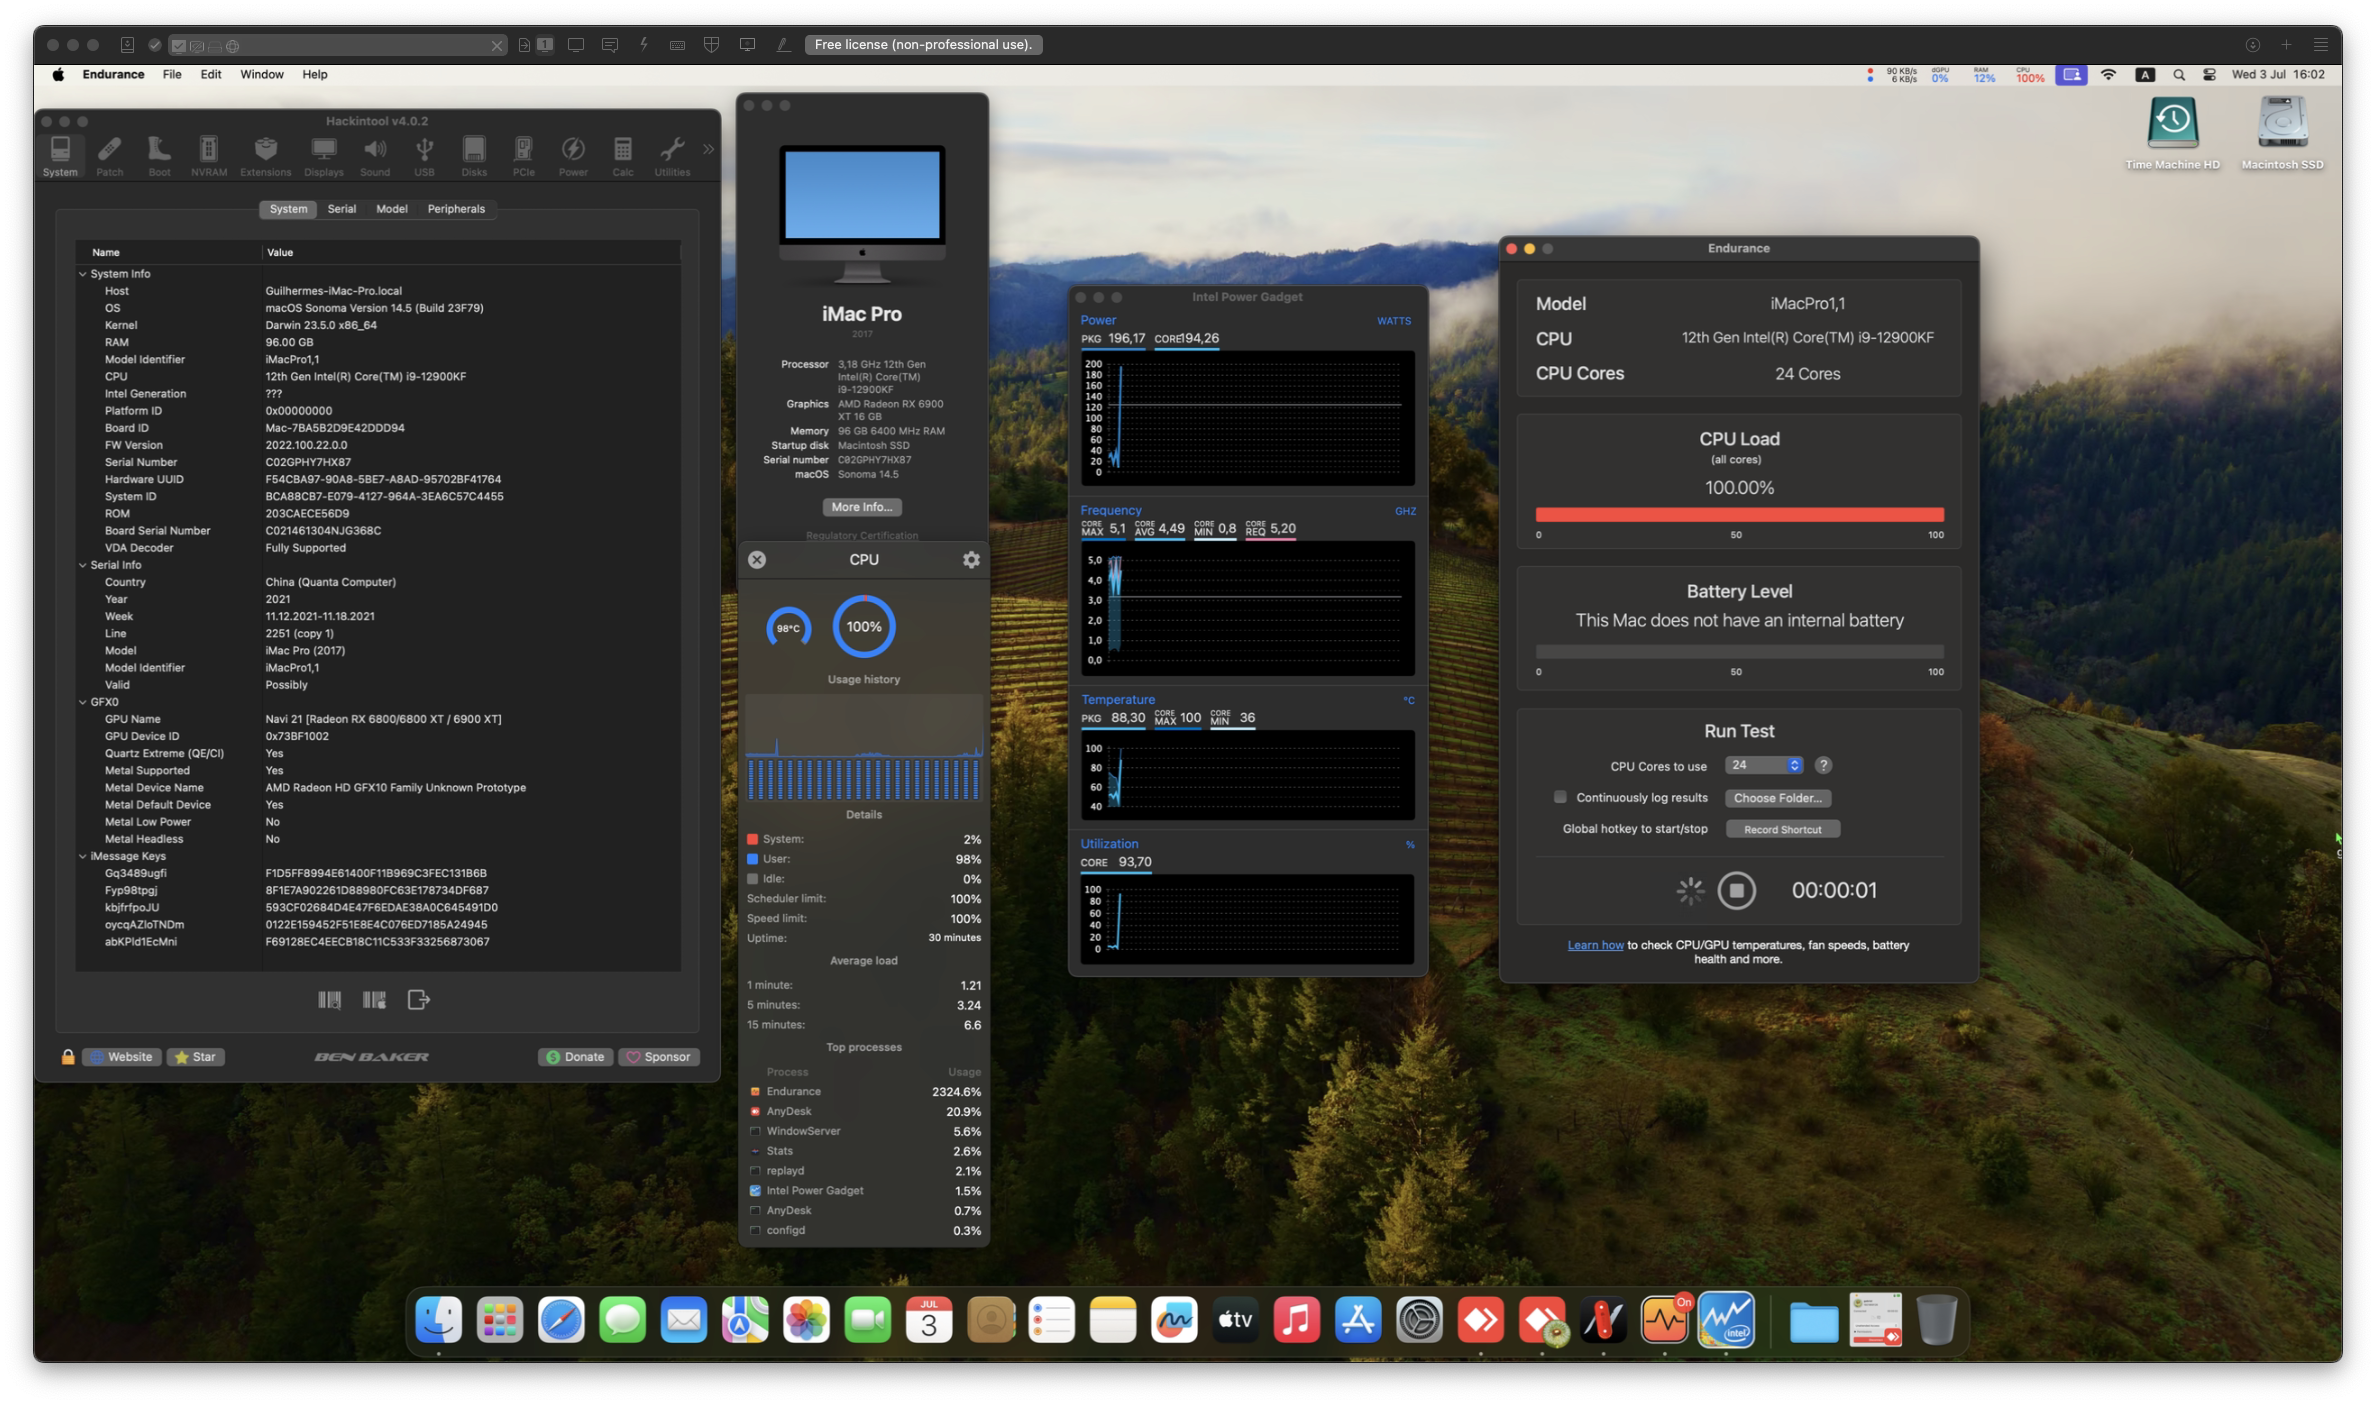 Free license (non-professional use).
Endurance File Edit Window Help
90 KB/s
6 KB/s
dGPU
0%
RAM
12%
CPU
100%
A
Wed 3 Jul 16:02
Time Machine HD
Macintosh SSD
Hackintool v4.0.2
System Patch Boot NVRAM Extensions Displays Sound USB Disks PCIe Power Calc Utilities
System Serial Model Peripherals
Name Value
System Info
Host Guilhermes-iMac-Pro.local
OS macOS Sonoma Version 14.5 (Build 23F79)
Kernel Darwin 23.5.0 x86_64
RAM 96.00 GB
Model Identifier iMacPro1,1
CPU 12th Gen Intel(R) Core(TM) i9-12900KF
Intel Generation ???
Platform ID 0x00000000
Board ID Mac-7BA5B2D9E42DDD94
FW Version 2022.100.22.0.0
Serial Number C02GPHY7HX87
Hardware UUID F54CBA97-90A8-5BE7-A8AD-95702BF41764
System ID BCA88CB7-E079-4127-964A-3EA6C57C4455
ROM 203CAECE56D9
Board Serial Number C021461304NJG368C
VDA Decoder Fully Supported
Serial Info
Country China (Quanta Computer)
Year 2021
Week 11.12.2021-11.18.2021
Line 2251 (copy 1)
Model iMac Pro (2017)
Model Identifier iMacPro1,1
Valid Possibly
GFX0
GPU Name Navi 21 [Radeon RX 6800/6800 XT / 6900 XT]
GPU Device ID 0x73BF1002
Quartz Extreme (QE/CI) Yes
Metal Supported Yes
Metal Device Name AMD Radeon HD GFX10 Family Unknown Prototype
Metal Default Device Yes
Metal Low Power No
Metal Headless No
iMessage Keys
Gq3489ugfi F1D5FF8994E61400F11B969C3FEC131B6B
Fyp98tpgj 8F1E7A902261D88980FC63E178734DF687
kbjfrfpoJU 593CF02684D4E47F6EDAE38A0C645491D0
oycqAZloTNDm 0122E159452F51E8E4C076ED7185A24945
abKPld1EcMni F69128EC4EECB18C11C533F33256873067
Website Star BEN BAKER Donate Sponsor
iMac Pro
2017
Processor 3,18 GHz 12th Gen
Intel(R) Core(TM)
i9-12900KF
Graphics AMD Radeon RX 6900
XT 16 GB
Memory 96 GB 6400 MHz RAM
Startup disk Macintosh SSD
Serial number C02GPHY7HX87
macOS Sonoma 14.5
More Info...
Regulatory Certification
CPU
98°C 100%
Usage history
Details
System: 2%
User: 98%
Idle: 0%
Scheduler limit: 100%
Speed limit: 100%
Uptime: 30 minutes
Average load
1 minute: 1.21
5 minutes: 3.24
15 minutes: 6.6
Top processes
Process Usage
Endurance 2324.6%
AnyDesk 20.9%
WindowServer 5.6%
Stats 2.6%
replayd 2.1%
Intel Power Gadget 1.5%
AnyDesk 0.7%
configd 0.3%
Intel Power Gadget
Power WATTS
PKG 196,17 CORE194,26
200
180
160
140
120
100
80
60
40
20
0
Frequency GHZ
CORE MAX 5,1 CORE AVG 4,49 CORE MIN 0,8 CORE REQ 5,20
5,0
4,0
3,0
2,0
1,0
0,0
Temperature °C
PKG 88,30 CORE MAX 100 CORE MIN 36
100
80
60
40
Utilization %
CORE 93,70
100
80
60
40
20
0
Endurance
Model iMacPro1,1
CPU 12th Gen Intel(R) Core(TM) i9-12900KF
CPU Cores 24 Cores
CPU Load
(all cores)
100.00%
0 50 100
Battery Level
This Mac does not have an internal battery
0 50 100
Run Test
CPU Cores to use 24 ?
Continuously log results Choose Folder...
Global hotkey to start/stop Record Shortcut
00:00:01
Learn how to check CPU/GPU temperatures, fan speeds, battery
health and more.
JUL
3
tv
On
intel